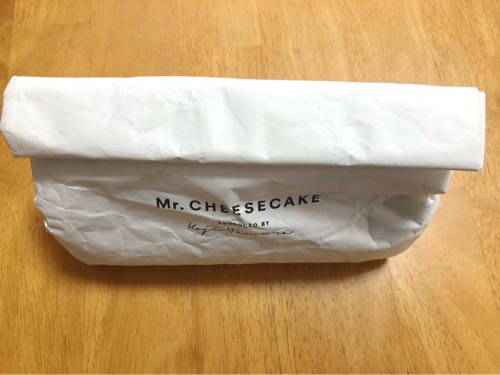 Mr. CHEESECAKE
PRODUCED BY